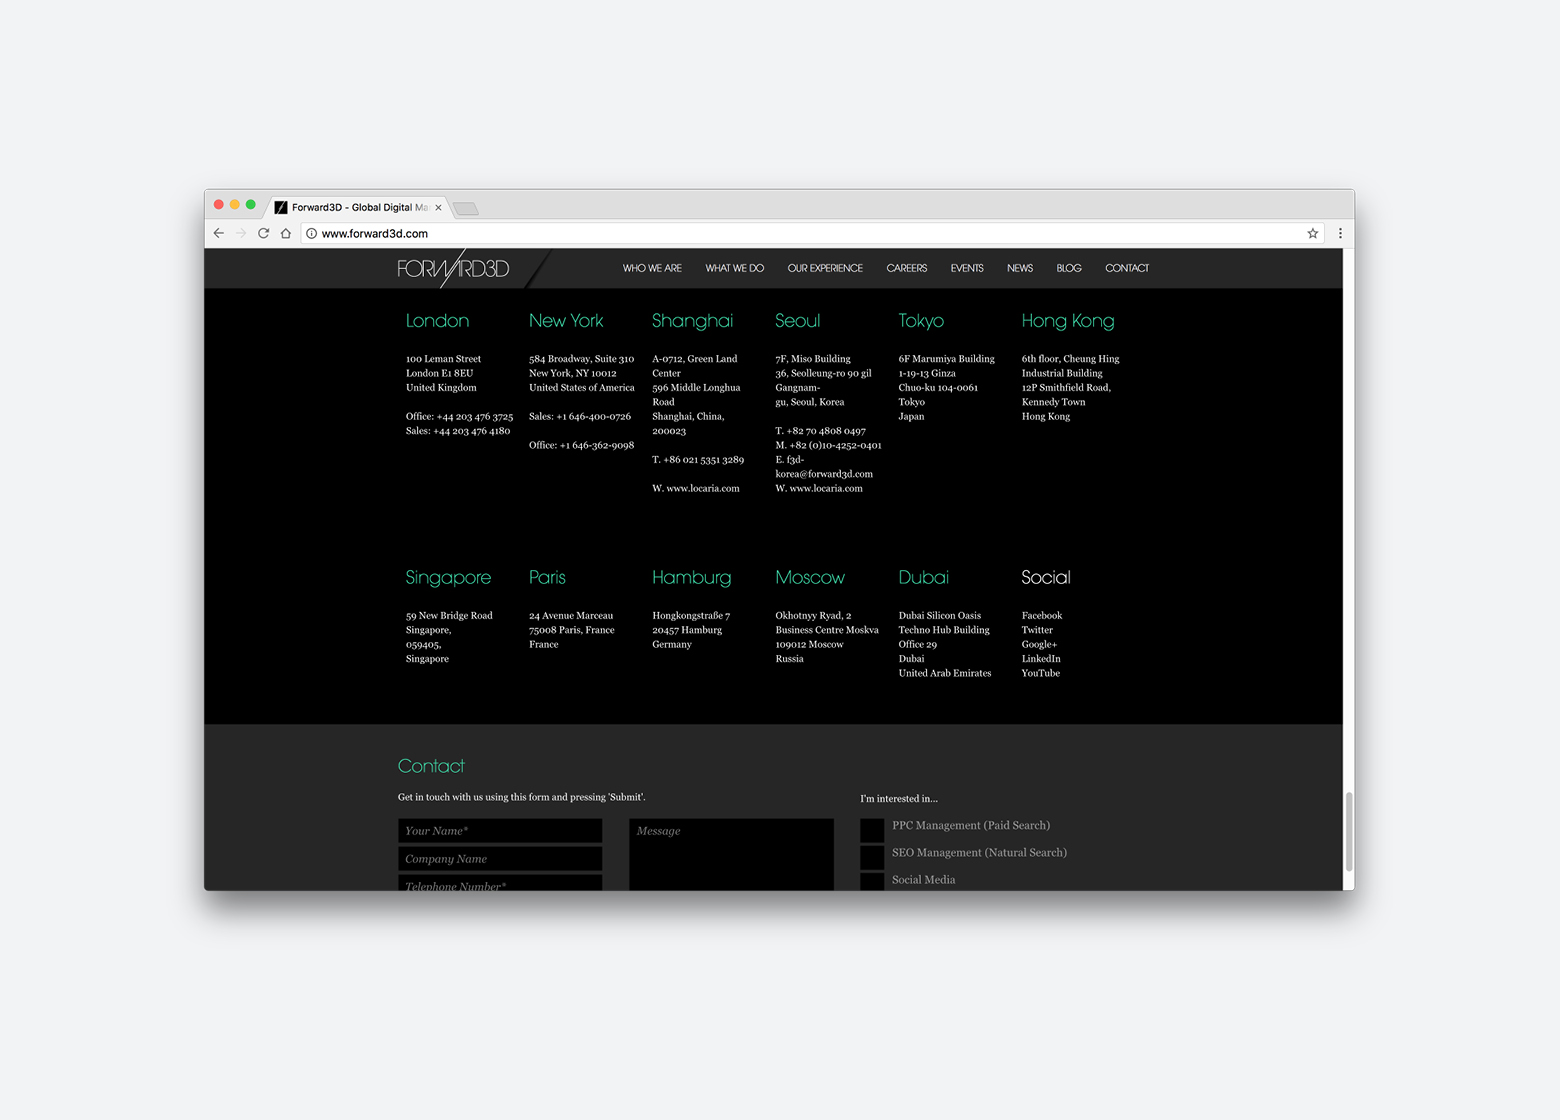 Forward3D - Global Digital Ma
www.forward3d.com
FORWARD3D
WHO WE ARE
WHAT WE DO
OUR EXPERIENCE
CAREERS
EVENTS
NEWS
BLOG
CONTACT
London
100 Leman Street
London E1 8EU
United Kingdom
Office: +44 203 476 3725
Sales: +44 203 476 4180
New York
584 Broadway, Suite 310
New York, NY 10012
United States of America
Sales: +1 646-400-0726
Office: +1 646-362-9098
Shanghai
A-0712, Green Land
Center
596 Middle Longhua
Road
Shanghai, China,
200023
T. +86 021 5351 3289
W. www.locaria.com
Seoul
7F, Miso Building
36, Seolleung-ro 90 gil
Gangnam-
gu, Seoul, Korea
T. +82 70 4808 0497
M. +82 (0)10-4252-0401
E. f3d-
korea@forward3d.com
W. www.locaria.com
Tokyo
6F Marumiya Building
1-19-13 Ginza
Chuo-ku 104-0061
Tokyo
Japan
Hong Kong
6th floor, Cheung Hing
Industrial Building
12P Smithfield Road,
Kennedy Town
Hong Kong
Singapore
59 New Bridge Road
Singapore,
059405,
Singapore
Paris
24 Avenue Marceau
75008 Paris, France
France
Hamburg
Hongkongstraße 7
20457 Hamburg
Germany
Moscow
Okhotnyy Ryad, 2
Business Centre Moskva
109012 Moscow
Russia
Dubai
Dubai Silicon Oasis
Techno Hub Building
Office 29
Dubai
United Arab Emirates
Social
Facebook
Twitter
Google+
LinkedIn
YouTube
Contact
Get in touch with us using this form and pressing 'Submit'.
Your Name*
Company Name
Telephone Number*
Message
I'm interested in...
PPC Management (Paid Search)
SEO Management (Natural Search)
Social Media